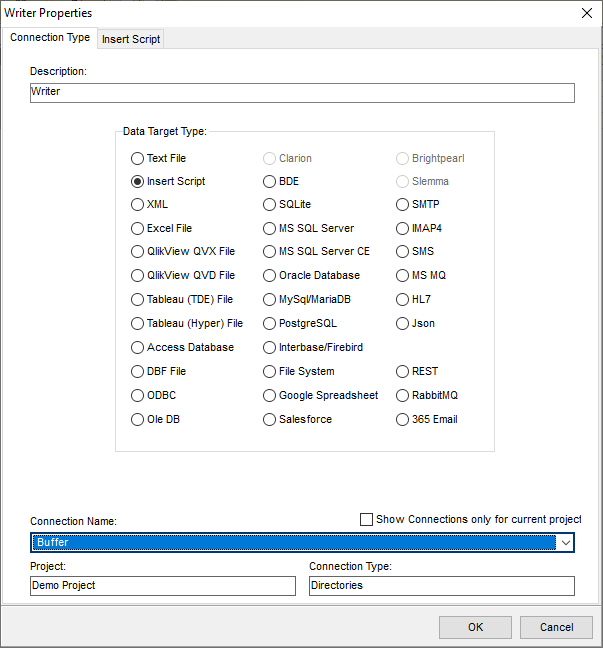 Writer Properties
Connection Type Insert Script
Description:
Writer
Data Target Type:
Text File Clarion Brightpearl
Insert Script BDE Slemma
XML SQLite SMTP
Excel File MS SQL Server IMAP4
QlikView QVX File MS SQL Server CE SMS
QlikView QVD File Oracle Database MS MQ
Tableau (TDE) File MySql/MariaDB HL7
Tableau (Hyper) File PostgreSQL Json
Access Database Interbase/Firebird
DBF File File System REST
ODBC Google Spreadsheet RabbitMQ
Ole DB Salesforce 365 Email
Connection Name: Show Connections only for current project
Buffer
Project: Connection Type:
Demo Project Directories
OK Cancel